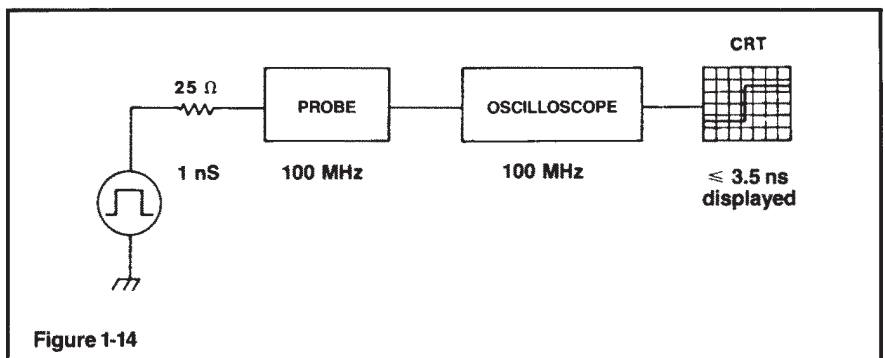 CRT
25 Ω
PROBE
OSCILLOSCOPE
1 nS
100 MHz
100 MHz
⩽ 3.5 ns
displayed
Figure 1-14